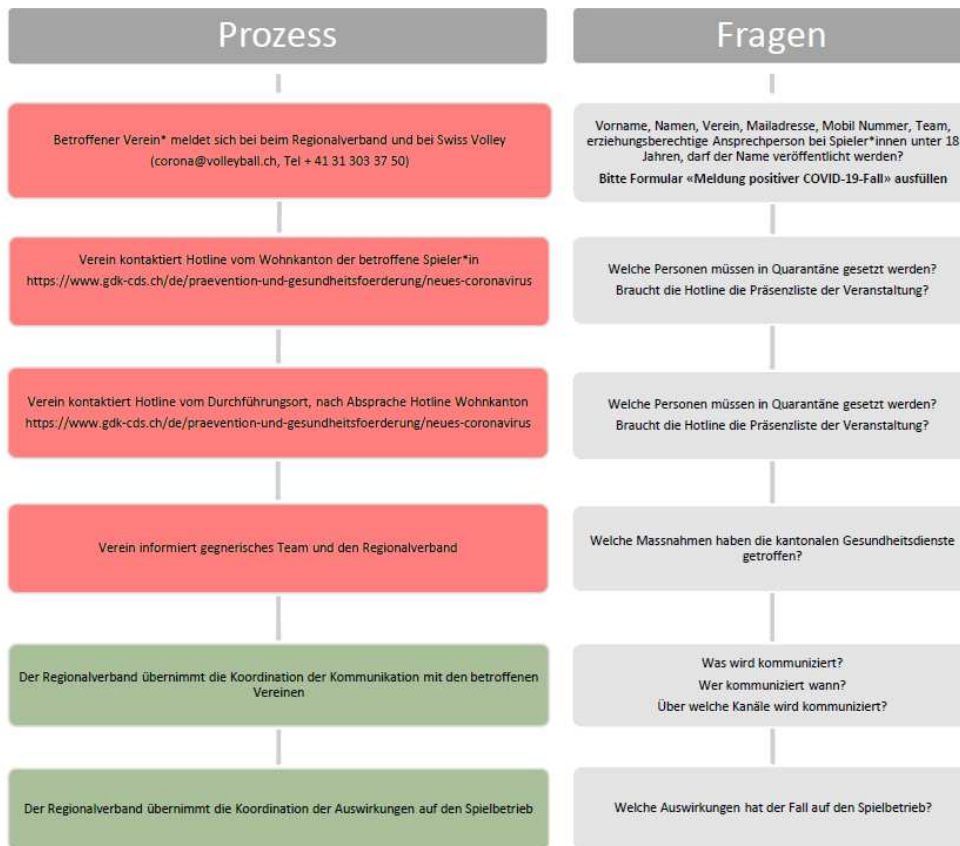 Prozess
Betroffener Verein* meldet sich bei beim Regionalverband und bei Swiss Volley
(corona@volleyball.ch, Tel + 41 31 303 37 50)
Verein kontaktiert Hotline vom Wohnkanton der betroffene Spieler*in
https://www.gdk-cds.ch/de/praevention-und-gesundheitsfoerderung/neues-coronavirus
Verein kontaktiert Hotline vom Durchführungsort, nach Absprache Hotline Wohnkanton
https://www.gdk-cds.ch/de/praevention-und-gesundheitsfoerderung/neues-coronavirus
Verein informiert gegnerisches Team und den Regionalverband
Der Regionalverband übernimmt die Koordination der Kommunikation mit den betroffenen
Vereinen
Der Regionalverband übernimmt die Koordination der Auswirkungen auf den Spielbetrieb
Fragen
Vorname, Namen, Verein, Mailadresse, Mobil Nummer, Team,
erziehungsberechtige Ansprechperson bei Spieler*innen unter 18
Jahren, darf der Name veröffentlicht werden?
Bitte Formular «Meldung positiver COVID-19-Fall» ausfüllen
Welche Personen müssen in Quarantäne gesetzt werden?
Braucht die Hotline die Präsenzliste der Veranstaltung?
Welche Personen müssen in Quarantäne gesetzt werden?
Braucht die Hotline die Präsenzliste der Veranstaltung?
Welche Massnahmen haben die kantonalen Gesundheitsdienste
getroffen?
Was wird kommuniziert?
Wer kommuniziert wann?
Über welche Kanäle wird kommuniziert?
Welche Auswirkungen hat der Fall auf den Spielbetrieb?